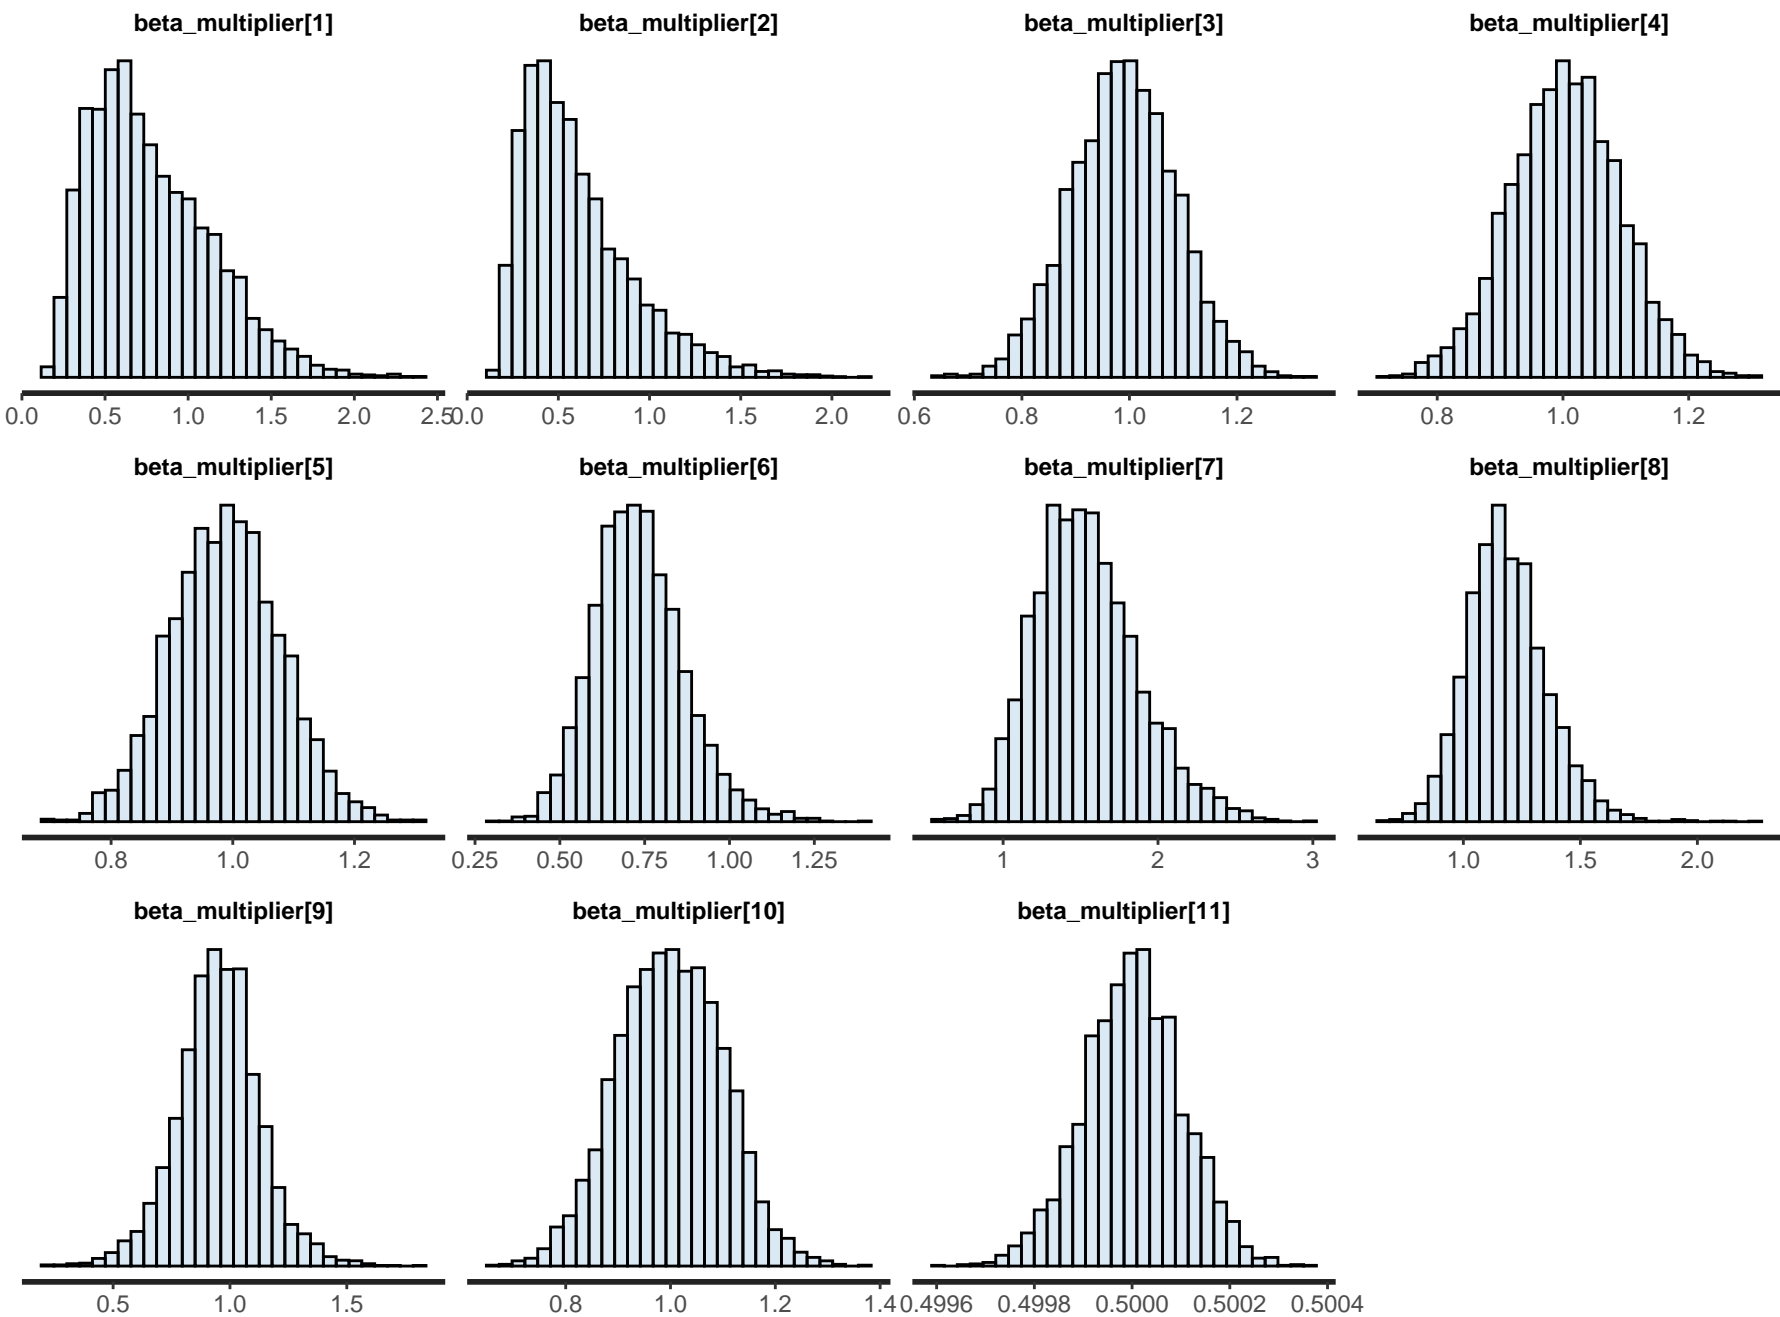 beta_multiplier[1] beta_multiplier[2] beta_multiplier[3] beta_multiplier[4]
0.0 0.5 1.0 1.5 2.0 2.5 0.0 0.5 1.0 1.5 2.0 0.6 0.8 1.0 1.2 0.8 1.0 1.2
beta_multiplier[5] beta_multiplier[6] beta_multiplier[7] beta_multiplier[8]
0.8 1.0 1.2 0.25 0.50 0.75 1.00 1.25 1 2 3 1.0 1.5 2.0
beta_multiplier[9] beta_multiplier[10] beta_multiplier[11]
0.5 1.0 1.5 0.8 1.0 1.2 1.4 0.4996 0.4998 0.5000 0.5002 0.5004